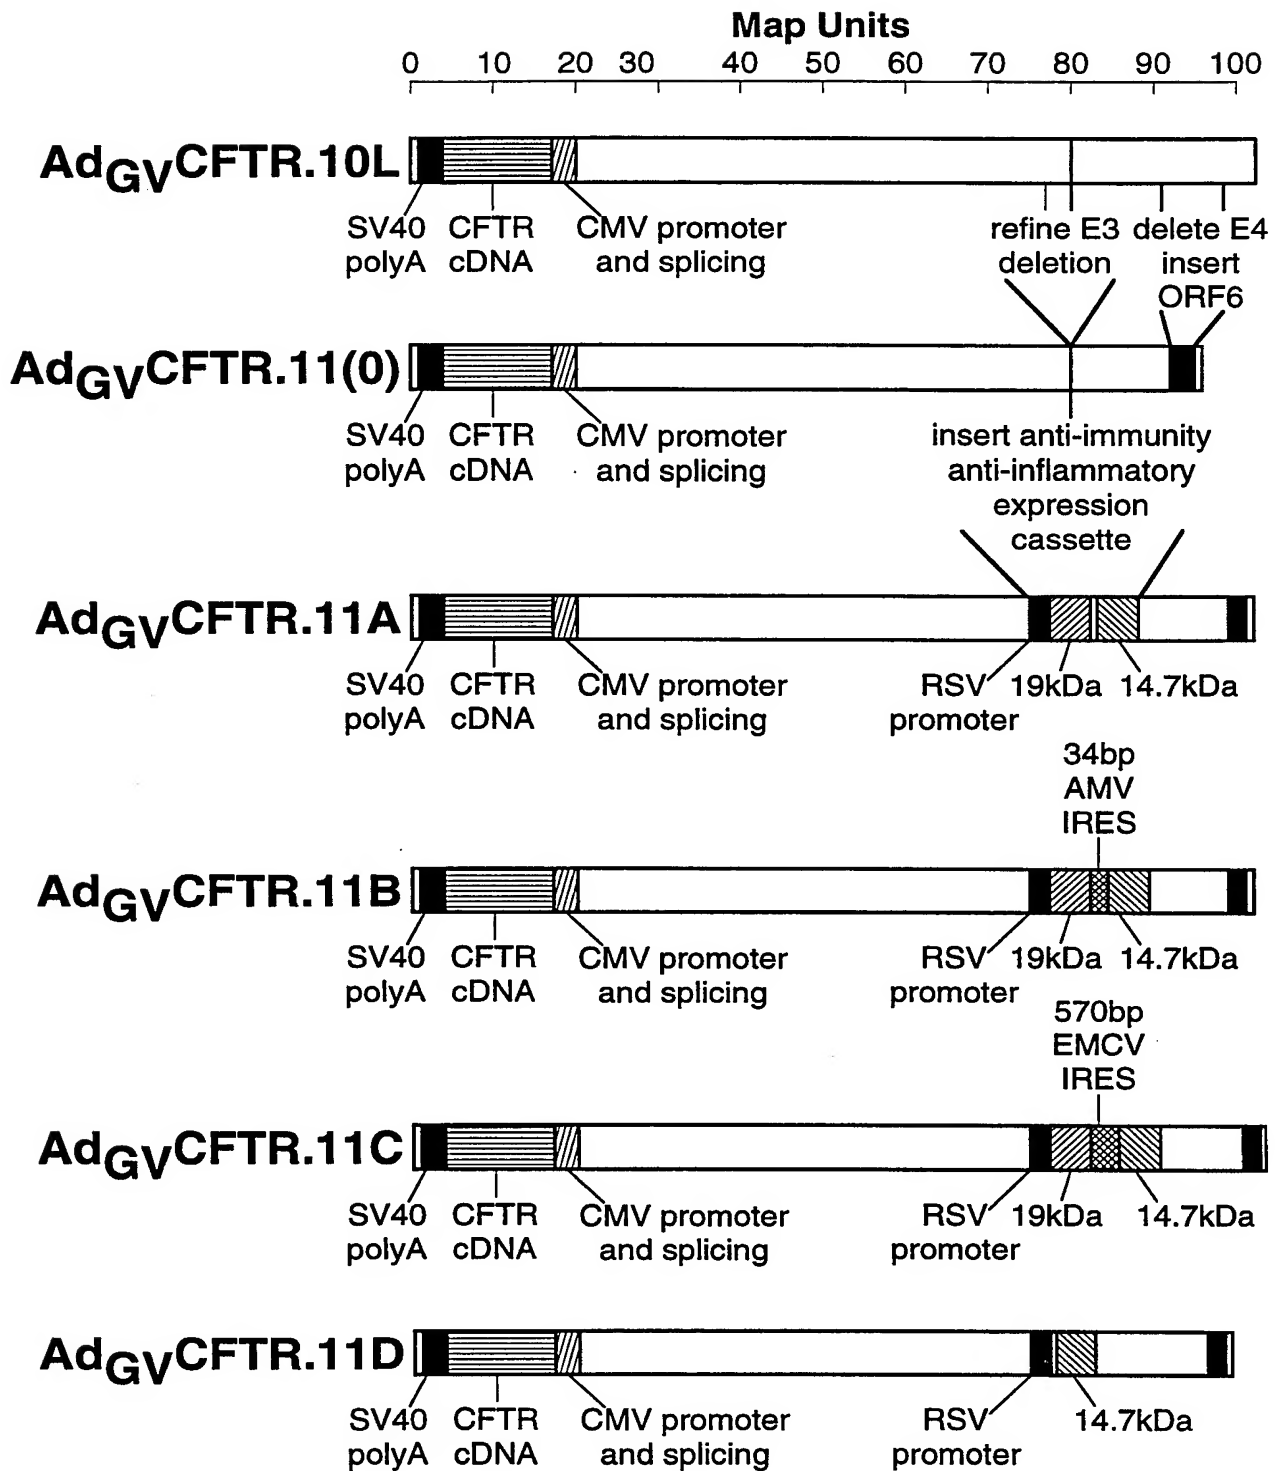 Map Units
0 10 20 30 40 50 60 70 80 90 100
AdGVCFTR.10L
SV40 CFTR CMV promoter refine E3 delete E4
polyA cDNA and splicing deletion insert
ORF6
AdGVCFTR.11(0)
SV40 CFTR CMV promoter insert anti-immunity
polyA cDNA and splicing anti-inflammatory
expression
cassette
AdGVCFTR.11A
SV40 CFTR CMV promoter RSV 19kDa 14.7kDa
polyA cDNA and splicing promoter
34bp
AMV
IRES
AdGVCFTR.11B
SV40 CFTR CMV promoter RSV 19kDa 14.7kDa
polyA cDNA and splicing promoter
570bp
EMCV
IRES
AdGVCFTR.11C
SV40 CFTR CMV promoter RSV 19kDa 14.7kDa
polyA cDNA and splicing promoter
AdGVCFTR.11D
SV40 CFTR CMV promoter RSV 14.7kDa
polyA cDNA and splicing promoter